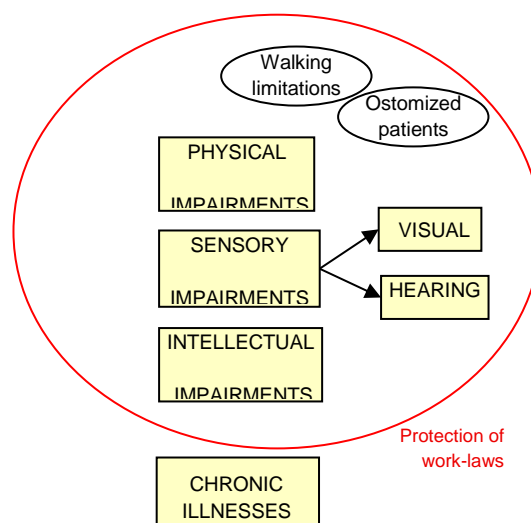 Walking
limitations
Ostomized
patients
PHYSICAL
IMPAIRMENTS
SENSORY
IMPAIRMENTS
VISUAL
HEARING
INTELLECTUAL
IMPAIRMENTS
Protection of
work-laws
CHRONIC
ILLNESSES